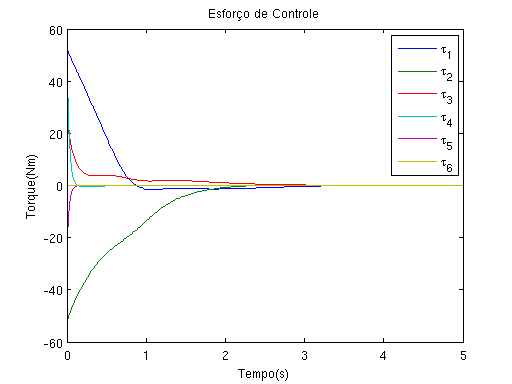 Esforço de Controle
Torque(Nm)
60
40
20
0
-20
-40
-60
0
1
2
3
4
5
Tempo(s)
τ1
τ2
τ3
τ4
τ5
τ6